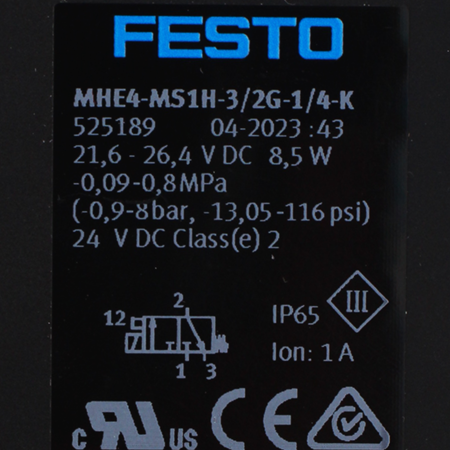 FESTO
MHE4-MS1H-3/2G-1/4-K
525189 04-2023 :43
21,6 - 26,4 V DC 8,5 W
-0,09-0,8MPa
(-0,9-8bar, -13,05-116 psi)
24 V DC Class(e) 2
2
12
IP65
III
Ion: 1 A
1 3
c UR US CE